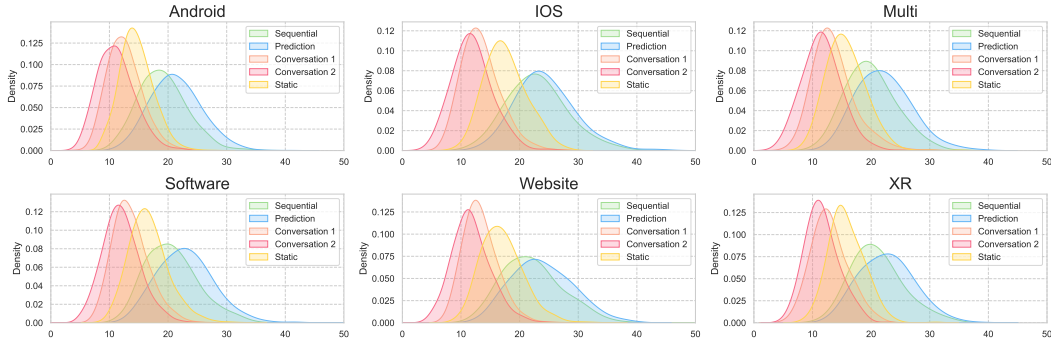 Android
Density
0.125
0.100
0.075
0.050
0.025
0.000
0
10
20
30
40
50
Sequential
Prediction
Conversation 1
Conversation 2
Static
IOS
Density
0.12
0.10
0.08
0.06
0.04
0.02
0.00
0
10
20
30
40
50
Sequential
Prediction
Conversation 1
Conversation 2
Static
Multi
Density
0.12
0.10
0.08
0.06
0.04
0.02
0.00
0
10
20
30
40
50
Sequential
Prediction
Conversation 1
Conversation 2
Static
Software
Density
0.12
0.10
0.08
0.06
0.04
0.02
0.00
0
10
20
30
40
50
Sequential
Prediction
Conversation 1
Conversation 2
Static
Website
Density
0.150
0.125
0.100
0.075
0.050
0.025
0.000
0
10
20
30
40
50
Sequential
Prediction
Conversation 1
Conversation 2
Static
XR
Density
0.125
0.100
0.075
0.050
0.025
0.000
0
10
20
30
40
50
Sequential
Prediction
Conversation 1
Conversation 2
Static